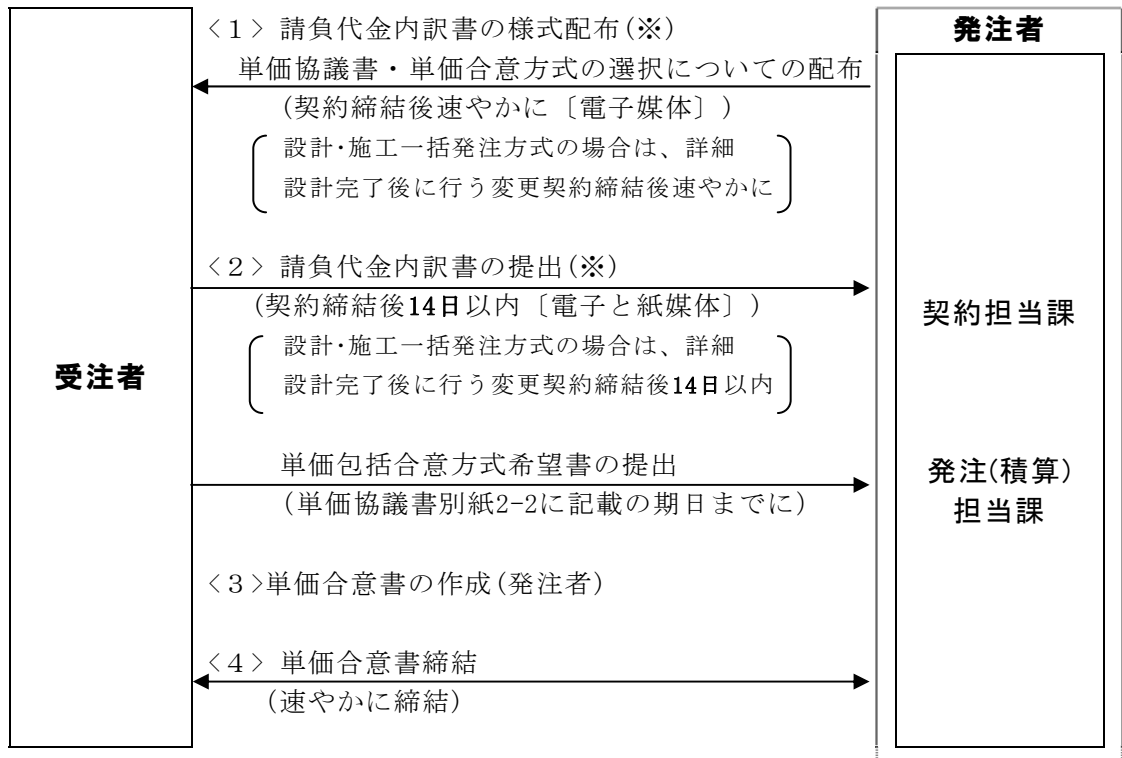 受注者
<1> 請負代金内訳書の様式配布(※)
単価協議書・単価合意方式の選択についての配布
(契約締結後速やかに〔電子媒体〕)
設計･施工一括発注方式の場合は、詳細
設計完了後に行う変更契約締結後速やかに
<2> 請負代金内訳書の提出(※)
(契約締結後14日以内〔電子と紙媒体〕)
設計･施工一括発注方式の場合は、詳細
設計完了後に行う変更契約締結後14日以内
単価包括合意方式希望書の提出
(単価協議書別紙2-2に記載の期日までに)
<3>単価合意書の作成(発注者)
<4> 単価合意書締結
(速やかに締結)
発注者
契約担当課
発注(積算)
担当課